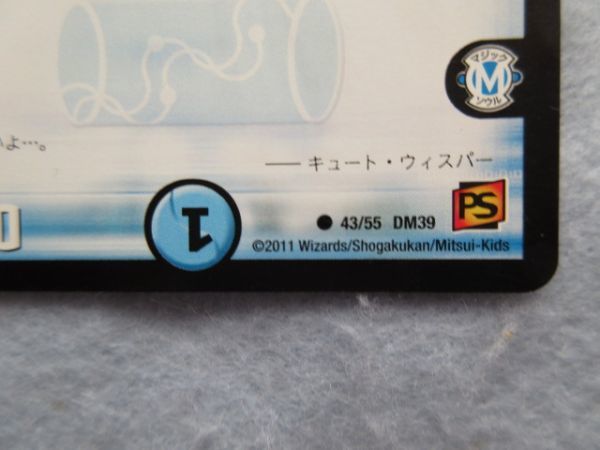 マジック
M
ソウル
よ…。
── キュート・ウィスパー
1
● 43/55 DM39
PS
©2011 Wizards/Shogakukan/Mitsui-Kids